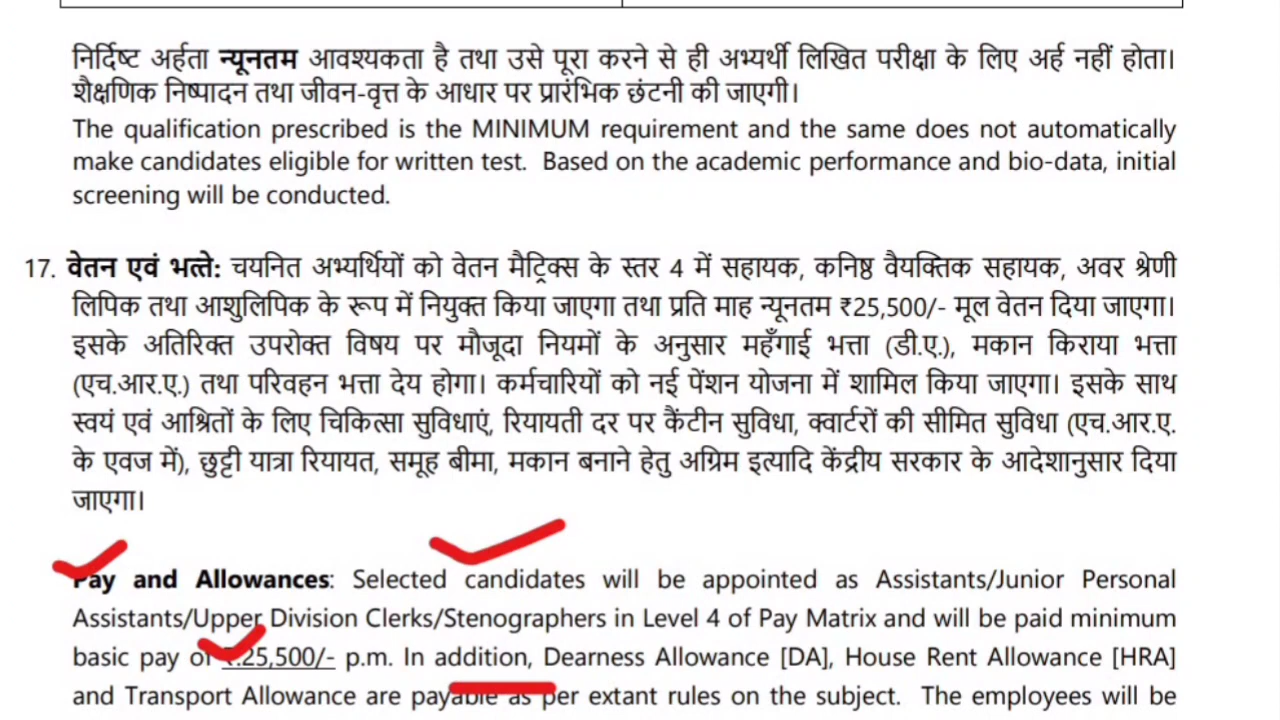 निर्दिष्ट अर्हता न्यूनतम आवश्यकता है तथा उसे पूरा करने से ही अभ्यर्थी लिखित परीक्षा के लिए अर्ह नहीं होता।
शैक्षणिक निष्पादन तथा जीवन-वृत्त के आधार पर प्रारंभिक छंटनी की जाएगी।
The qualification prescribed is the MINIMUM requirement and the same does not automatically
make candidates eligible for written test. Based on the academic performance and bio-data, initial
screening will be conducted.
17. वेतन एवं भत्ते: चयनित अभ्यर्थियों को वेतन मैट्रिक्स के स्तर 4 में सहायक, कनिष्ठ वैयक्तिक सहायक, अवर श्रेणी
लिपिक तथा आशुलिपिक के रूप में नियुक्त किया जाएगा तथा प्रति माह न्यूनतम ₹25,500/- मूल वेतन दिया जाएगा।
इसके अतिरिक्त उपरोक्त विषय पर मौजूदा नियमों के अनुसार महँगाई भत्ता (डी.ए.), मकान किराया भत्ता
(एच.आर.ए.) तथा परिवहन भत्ता देय होगा। कर्मचारियों को नई पेंशन योजना में शामिल किया जाएगा। इसके साथ
स्वयं एवं आश्रितों के लिए चिकित्सा सुविधाएं, रियायती दर पर कैंटीन सुविधा, क्वार्टरों की सीमित सुविधा (एच.आर.ए.
के एवज में), छुट्टी यात्रा रियायत, समूह बीमा, मकान बनाने हेतु अग्रिम इत्यादि केंद्रीय सरकार के आदेशानुसार दिया
जाएगा।
Pay and Allowances: Selected candidates will be appointed as Assistants/Junior Personal
Assistants/Upper Division Clerks/Stenographers in Level 4 of Pay Matrix and will be paid minimum
basic pay of ₹.25,500/- p.m. In addition, Dearness Allowance [DA], House Rent Allowance [HRA]
and Transport Allowance are payable as per extant rules on the subject. The employees will be